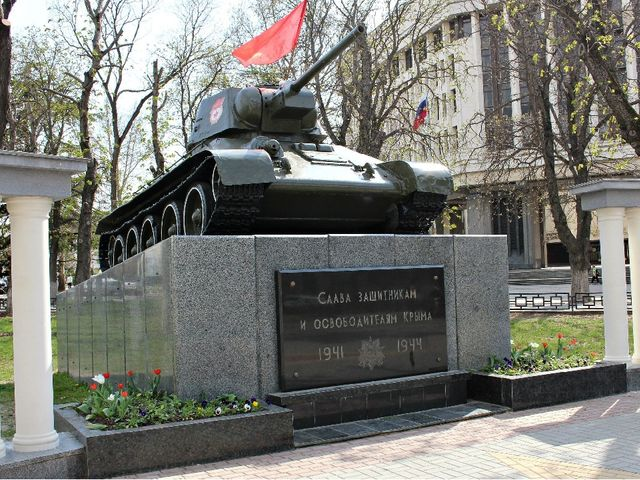 Слава защитникам
и освободителям Крыма
1941 1944